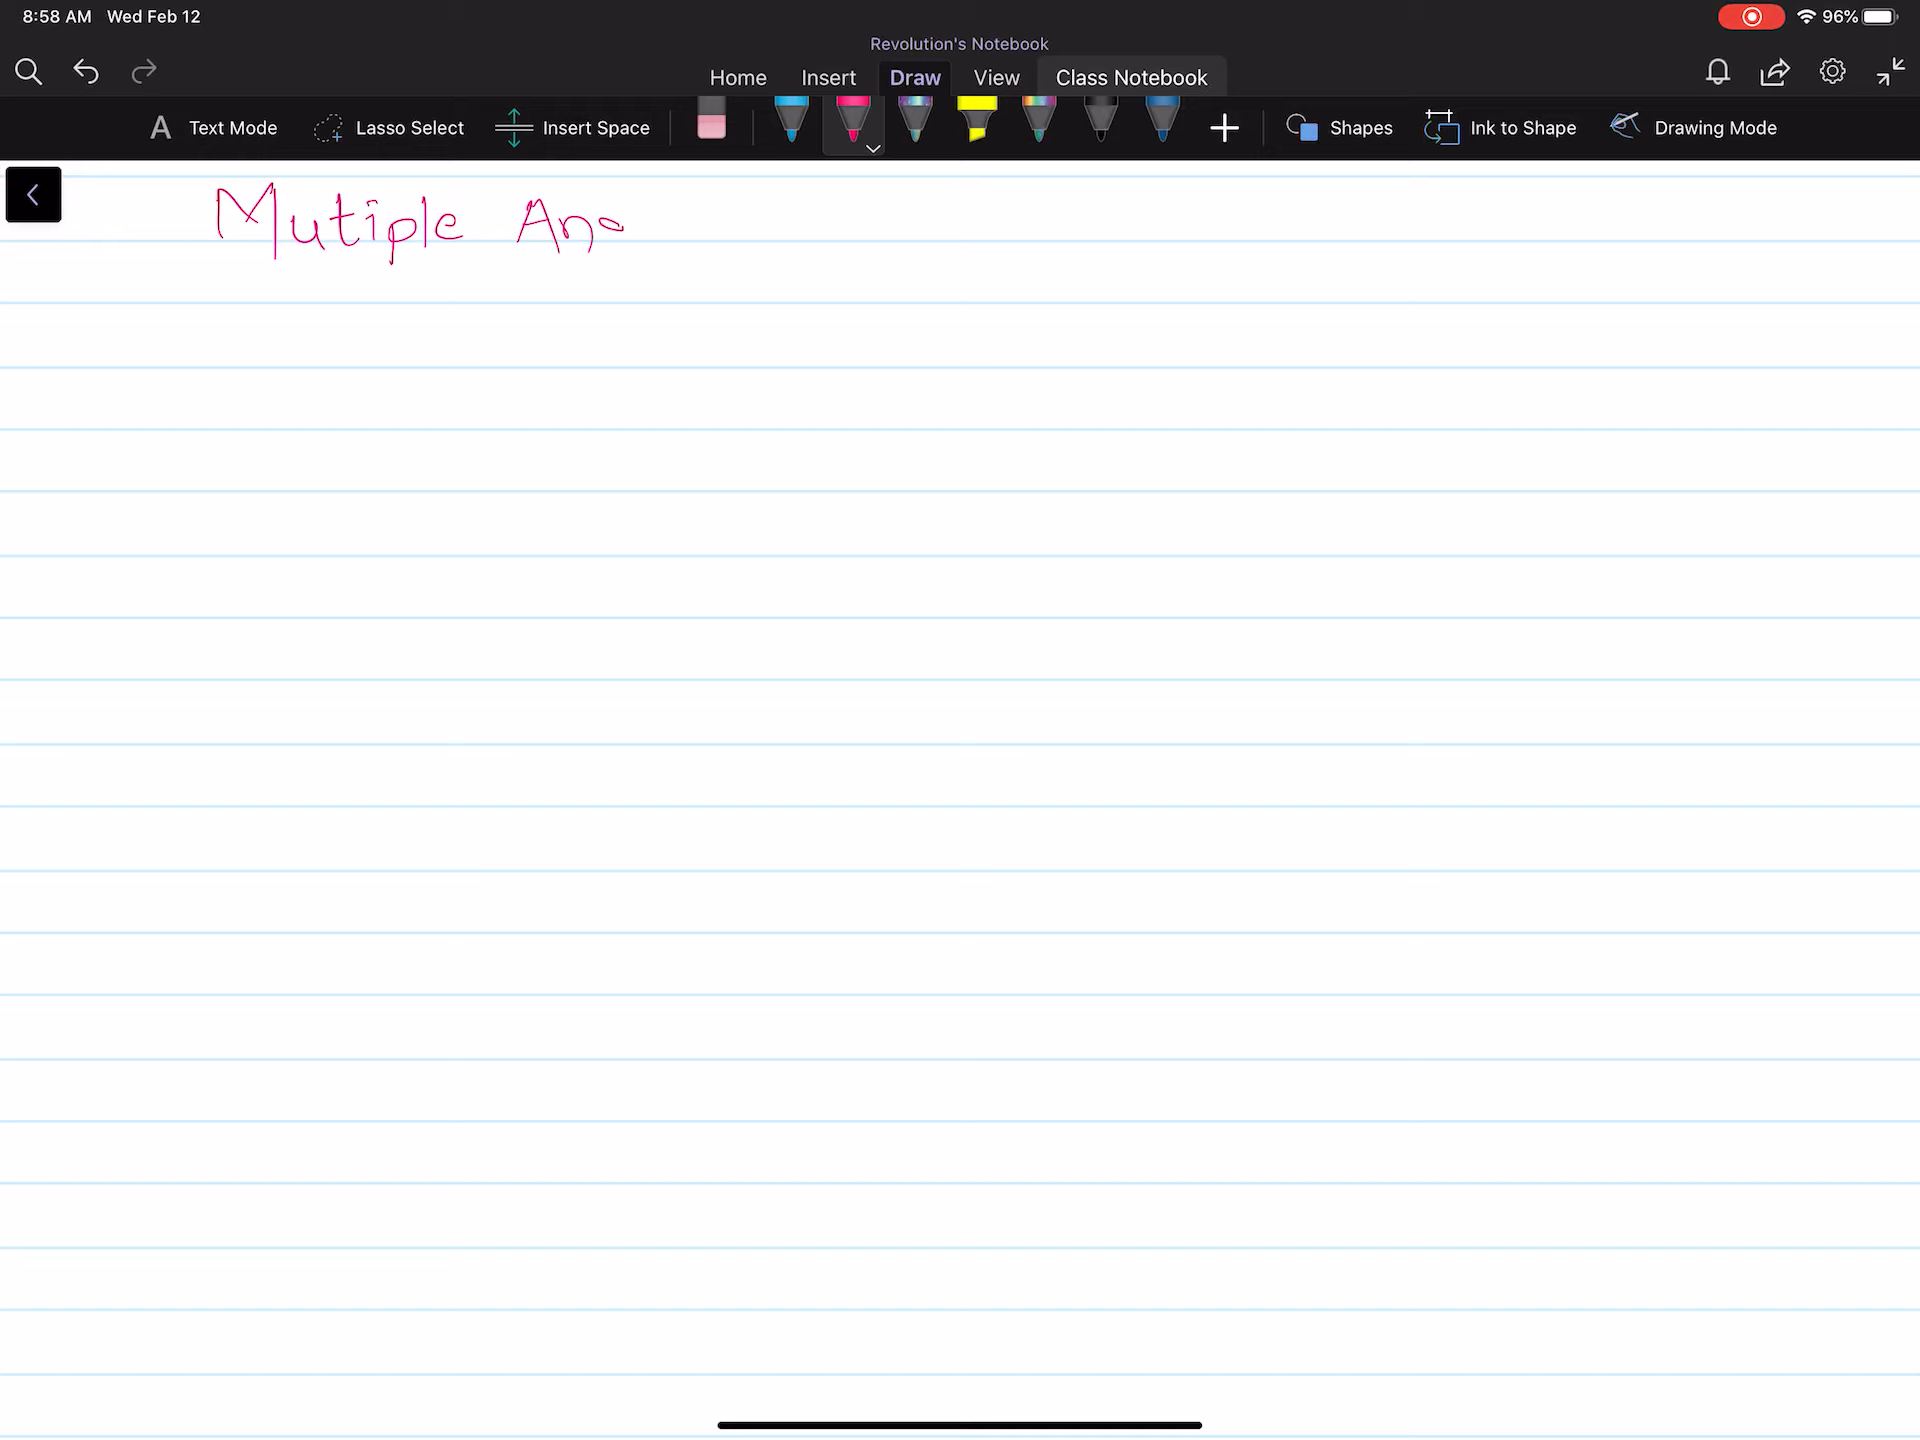 8:58 AM Wed Feb 12 96%
Revolution's Notebook
Home Insert Draw View Class Notebook
A Text Mode Lasso Select Insert Space Shapes Ink to Shape Drawing Mode
Mutiple